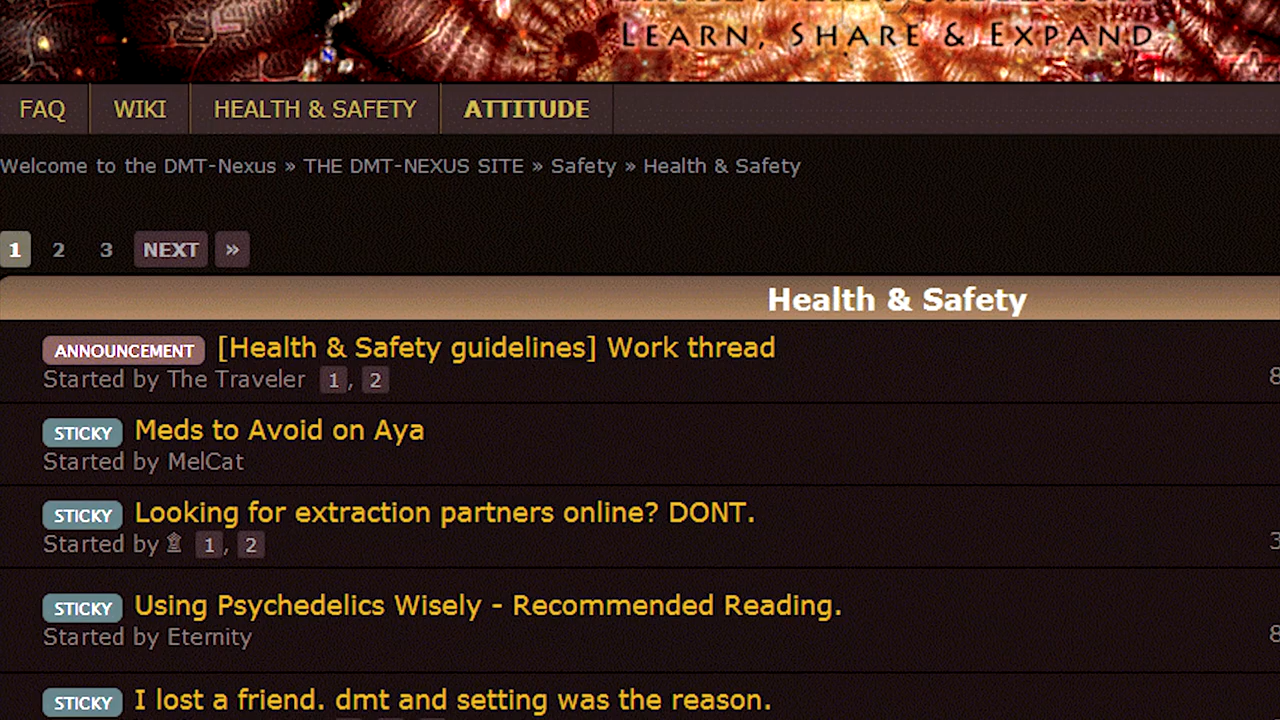 LEARN, SHARE & EXPAND
FAQ WIKI HEALTH & SAFETY ATTITUDE
Welcome to the DMT-Nexus » THE DMT-NEXUS SITE » Safety » Health & Safety
1 2 3 NEXT »
Health & Safety
ANNOUNCEMENT [Health & Safety guidelines] Work thread
Started by The Traveler 1, 2
8
STICKY Meds to Avoid on Aya
Started by MelCat
STICKY Looking for extraction partners online? DONT.
Started by 1, 2
3
STICKY Using Psychedelics Wisely - Recommended Reading.
Started by Eternity
8
STICKY I lost a friend. dmt and setting was the reason.